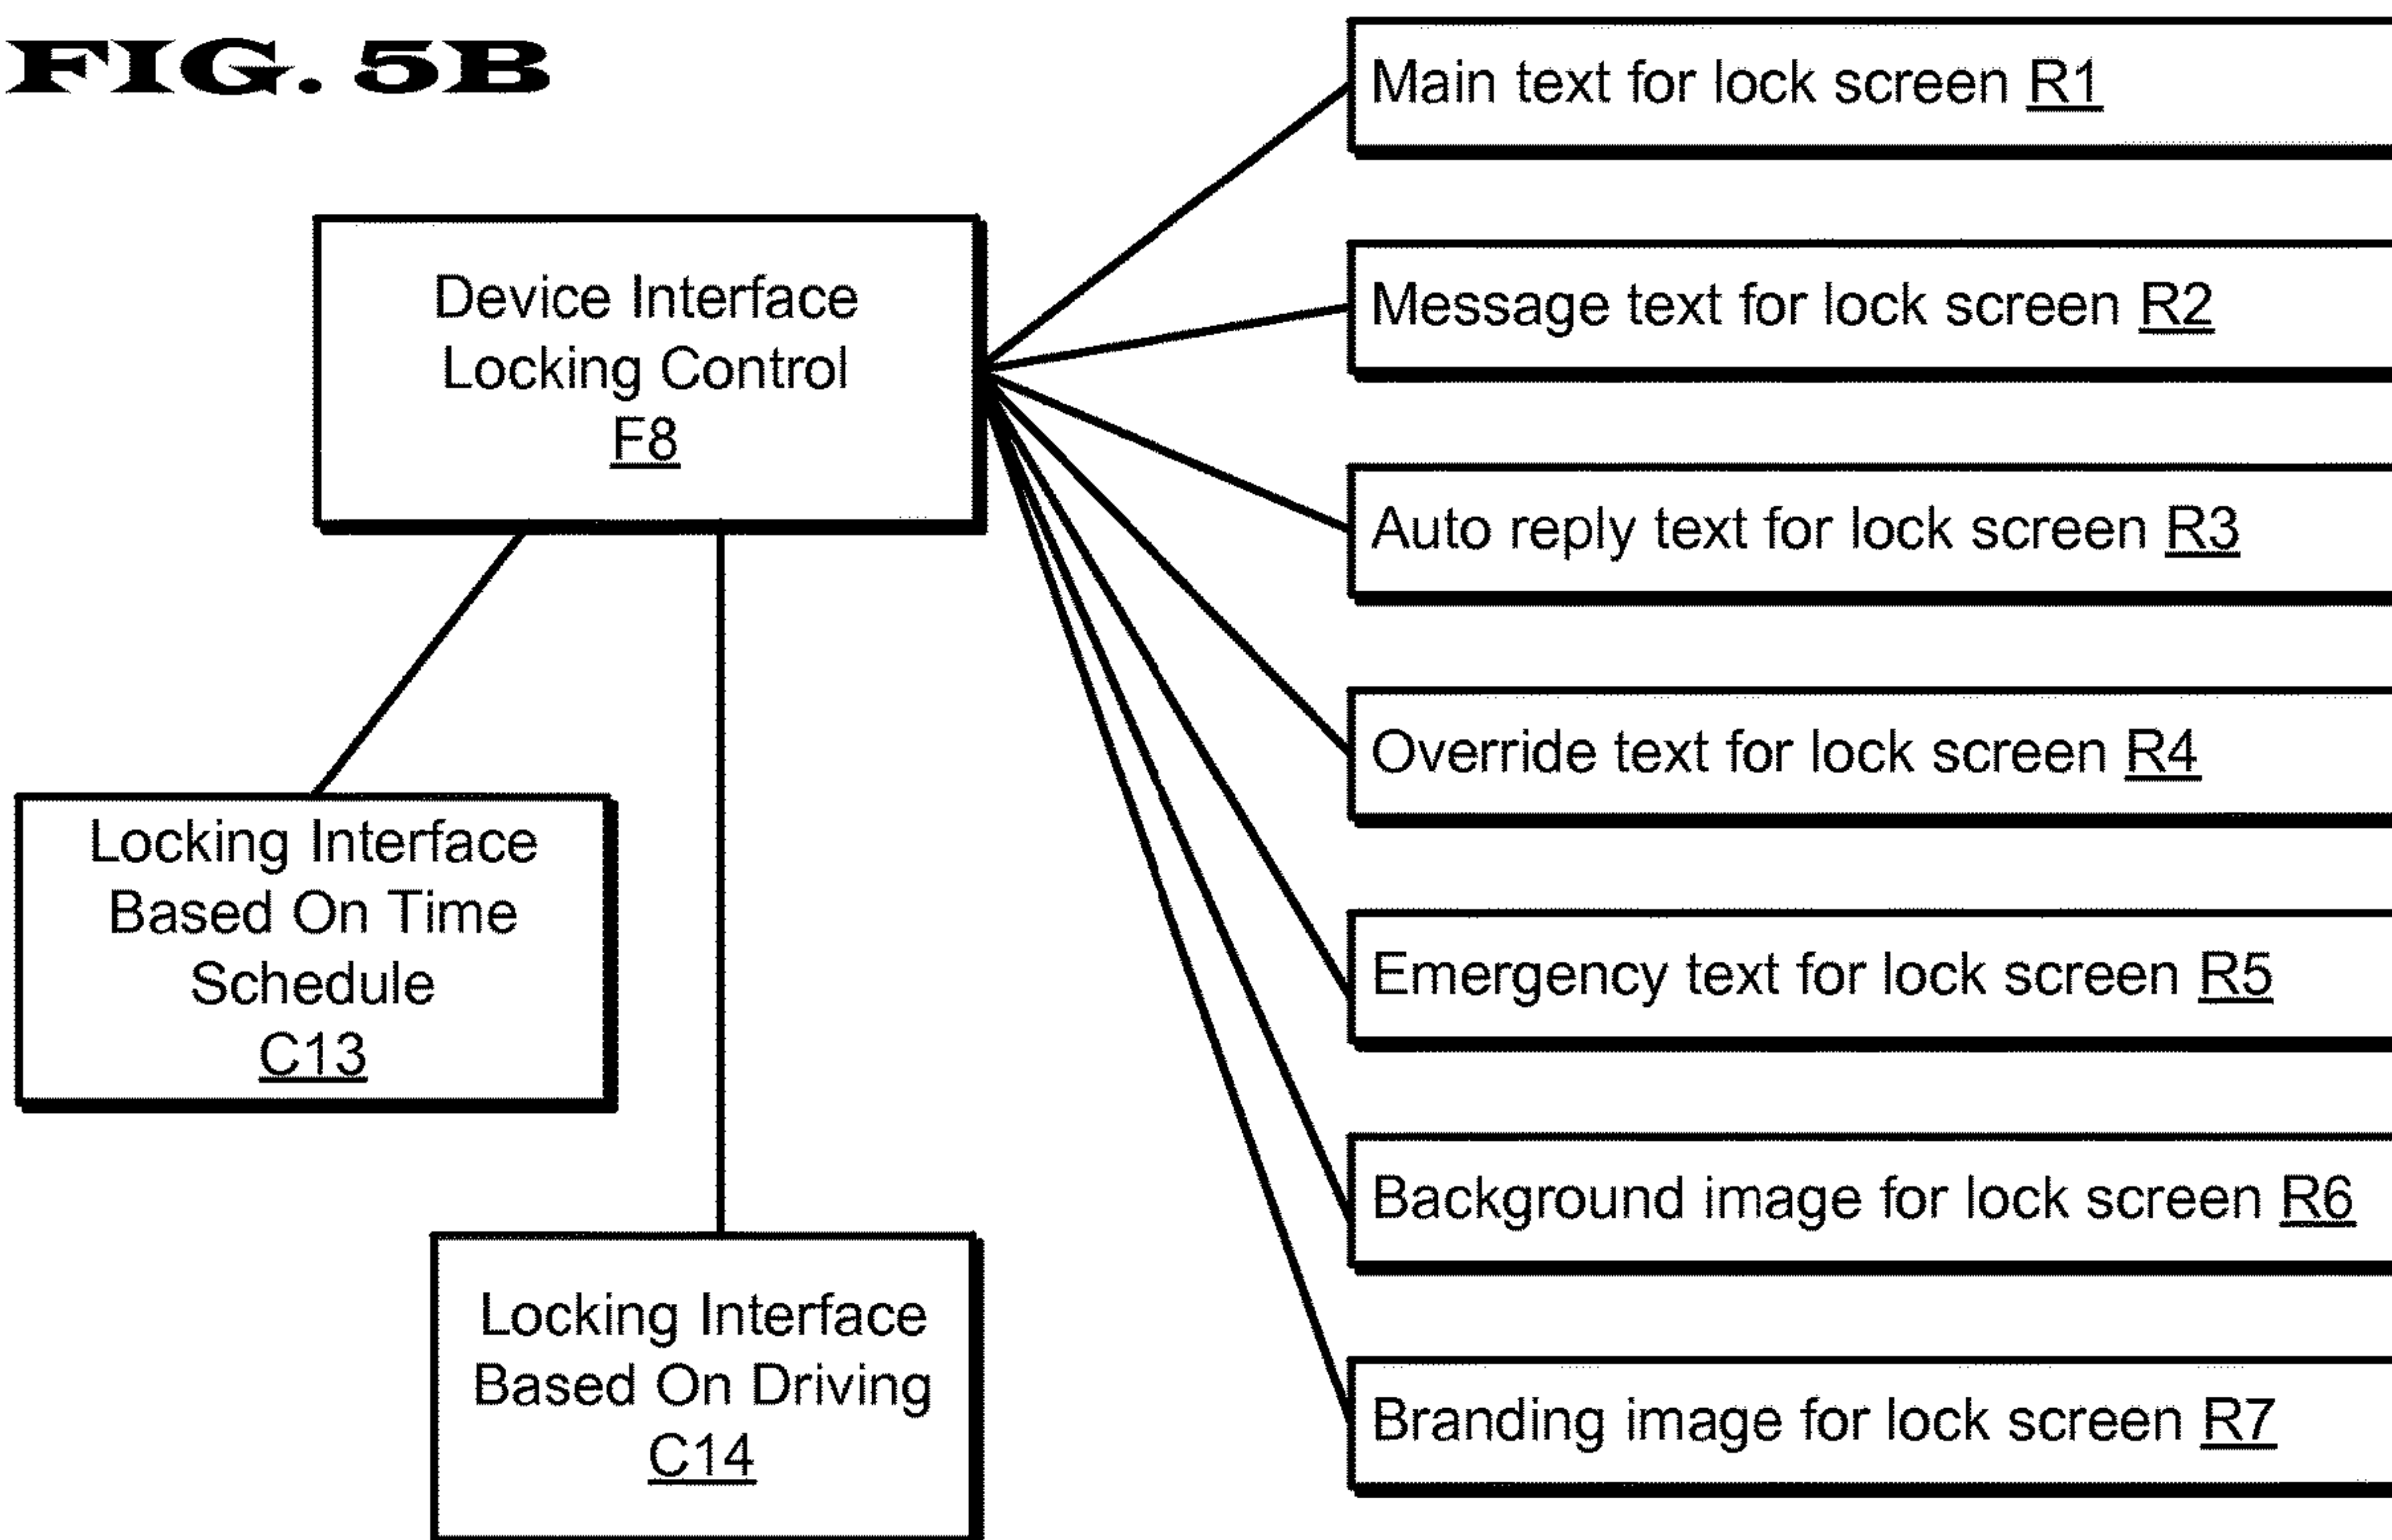 FIG. 5B
Main text for lock screen R1
Message text for lock screen R2
Device Interface
Locking Control
F8
Auto reply text for lock screen R3
Override text for lock screen R4
Locking Interface
Based On Time
Schedule
C13
Emergency text for lock screen R5
Background image for lock screen R6
Locking Interface
Based On Driving
C14
Branding image for lock screen R7